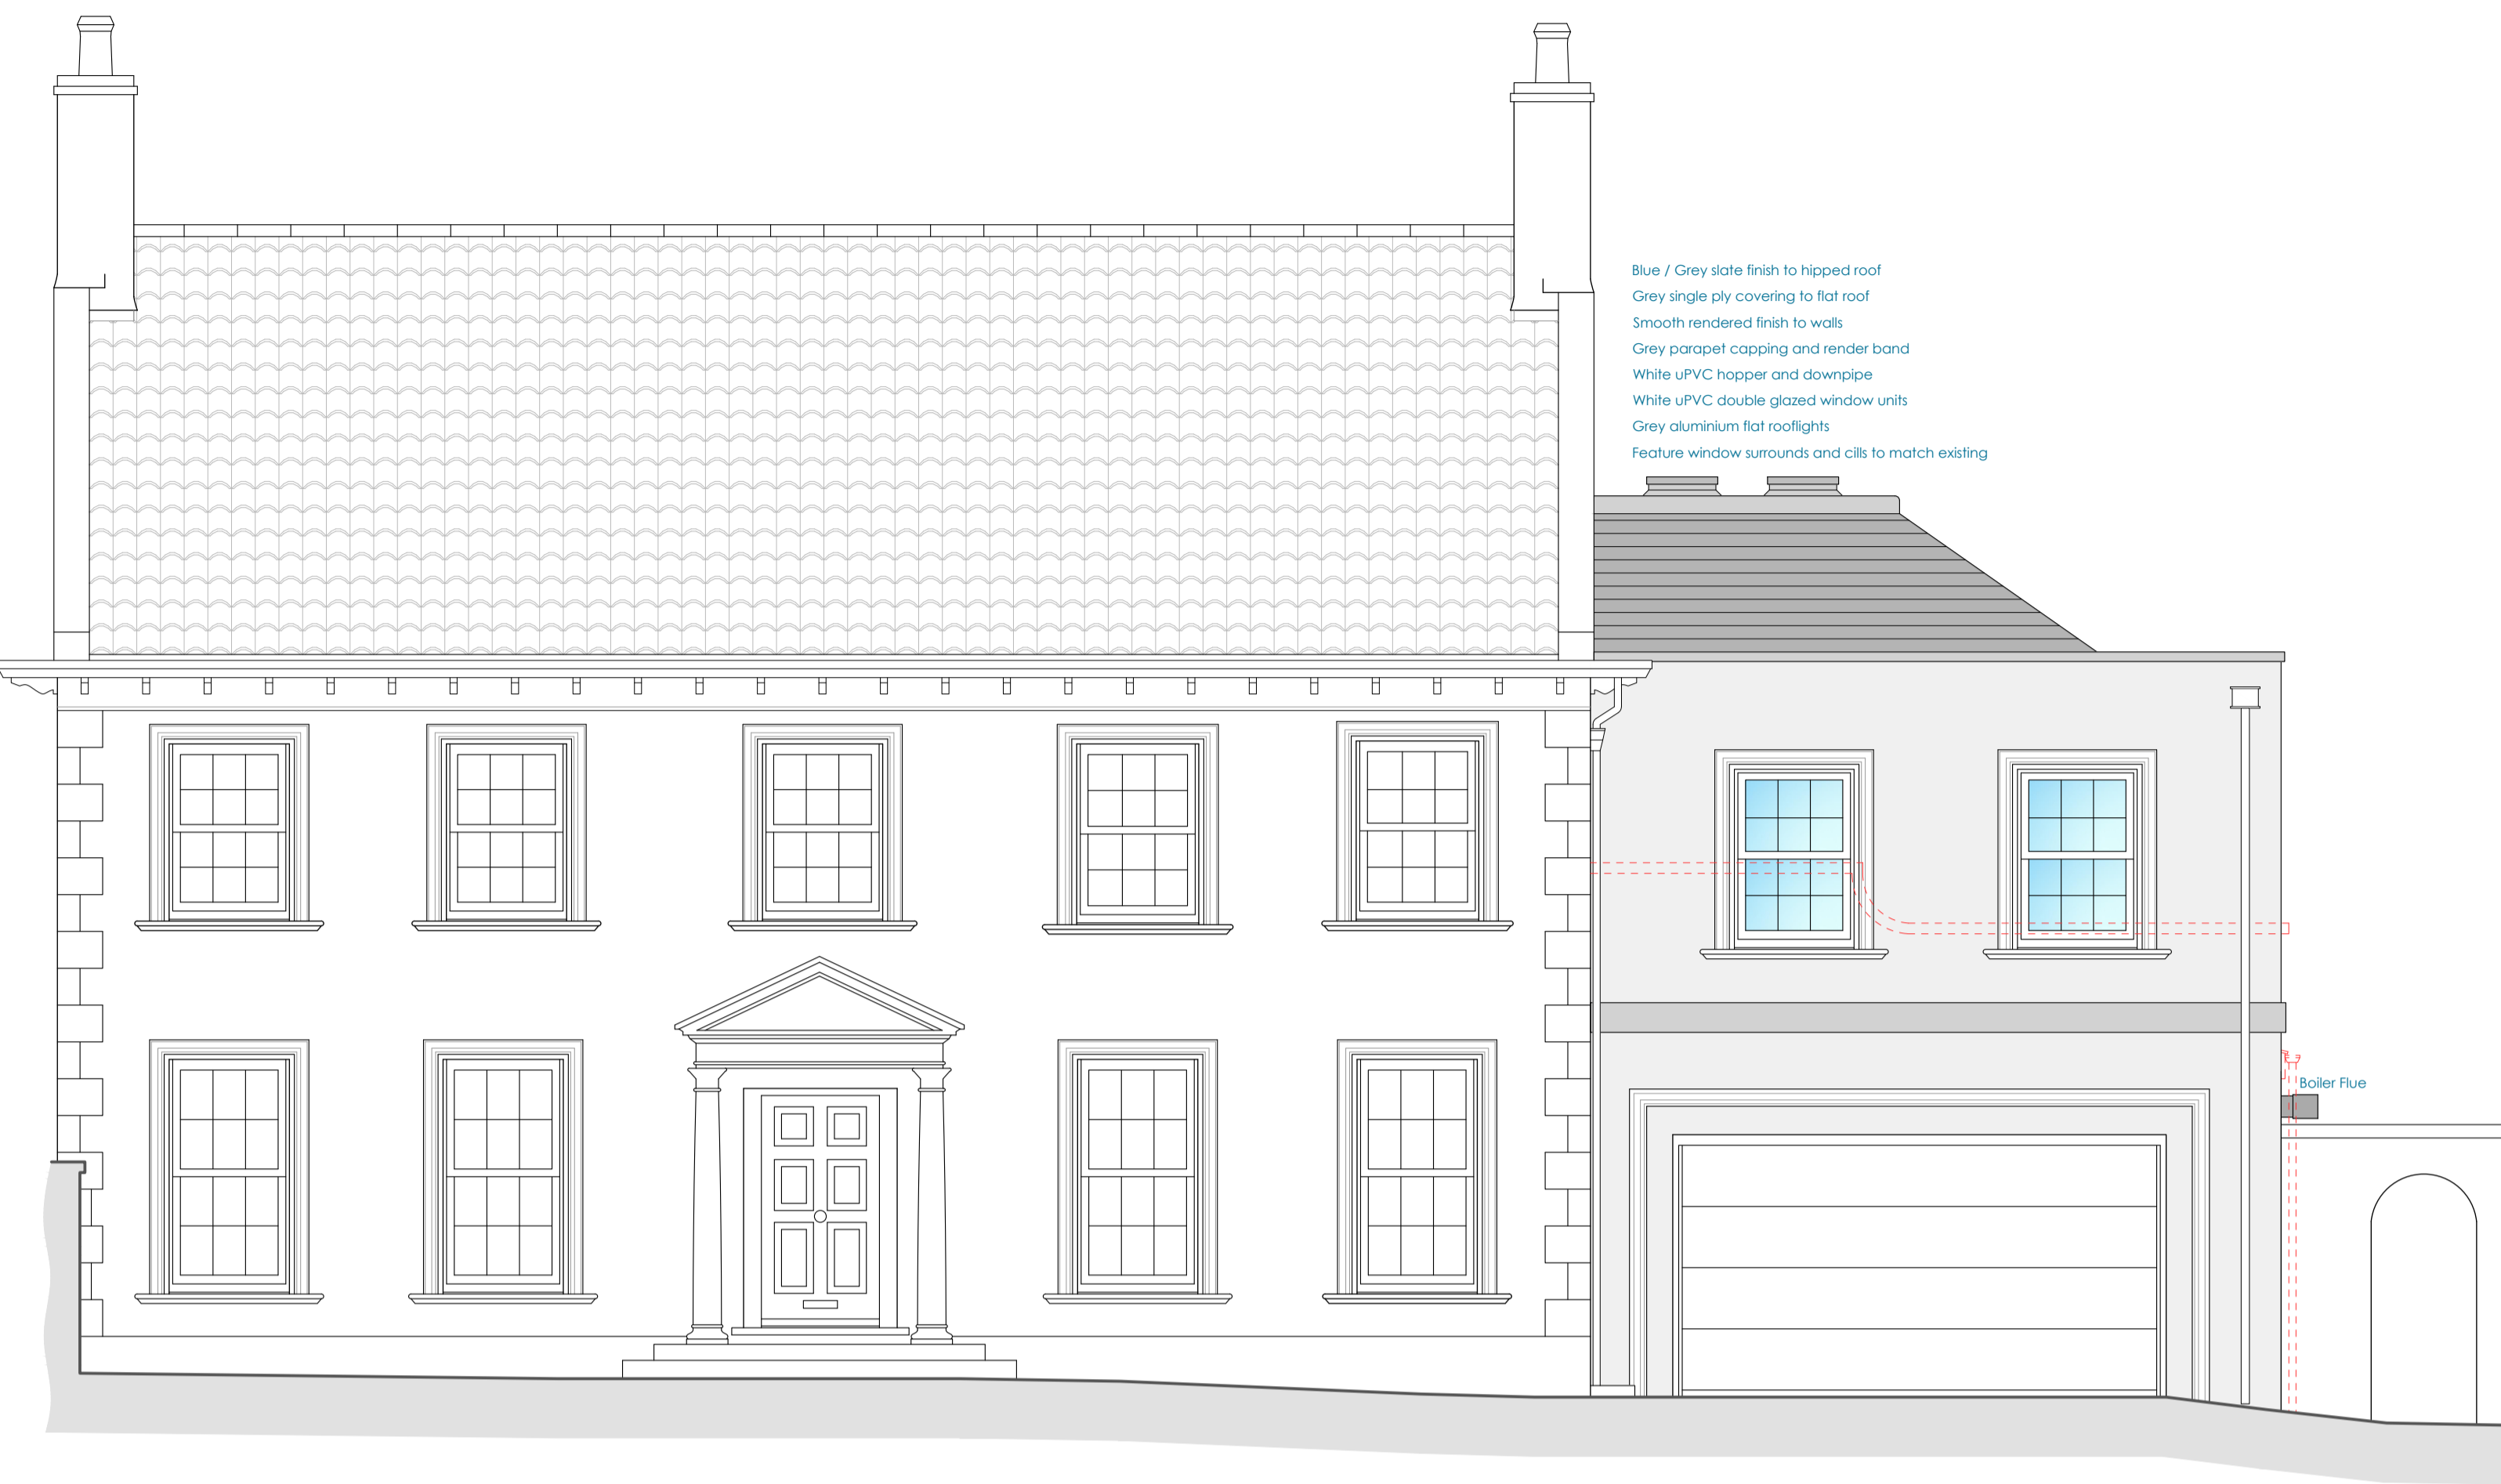 Blue / Grey slate finish to hipped roof
Grey single ply covering to flat roof
Smooth rendered finish to walls
Grey parapet capping and render band
White uPVC hopper and downpipe
White uPVC double glazed window units
Grey aluminium flat rooflights
Feature window surrounds and cills to match existing
Boiler Flue